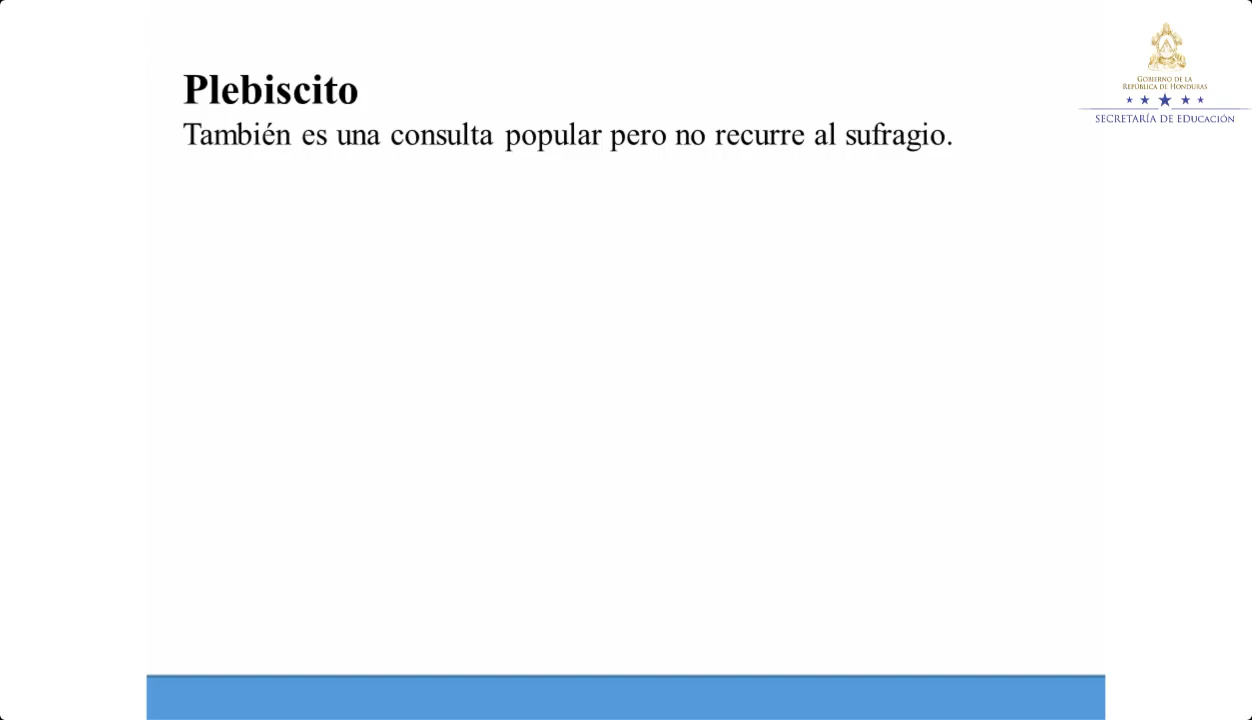 Plebiscito
También es una consulta popular pero no recurre al sufragio.
GOBIERNO DE LA
REPÚBLICA DE HONDURAS
SECRETARÍA DE EDUCACIÓN